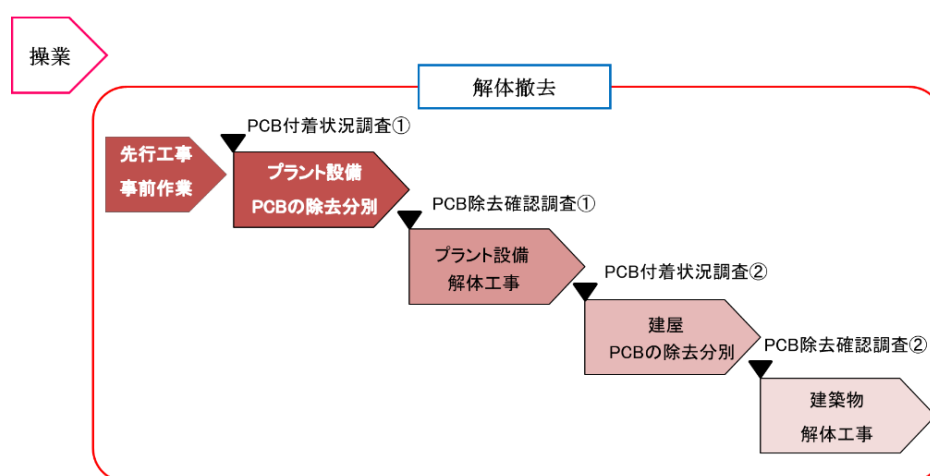 操業
解体撤去
PCB付着状況調査①
先行工事
事前作業
プラント設備
PCBの除去分別
PCB除去確認調査①
プラント設備
解体工事
PCB付着状況調査②
建屋
PCBの除去分別
PCB除去確認調査②
建築物
解体工事